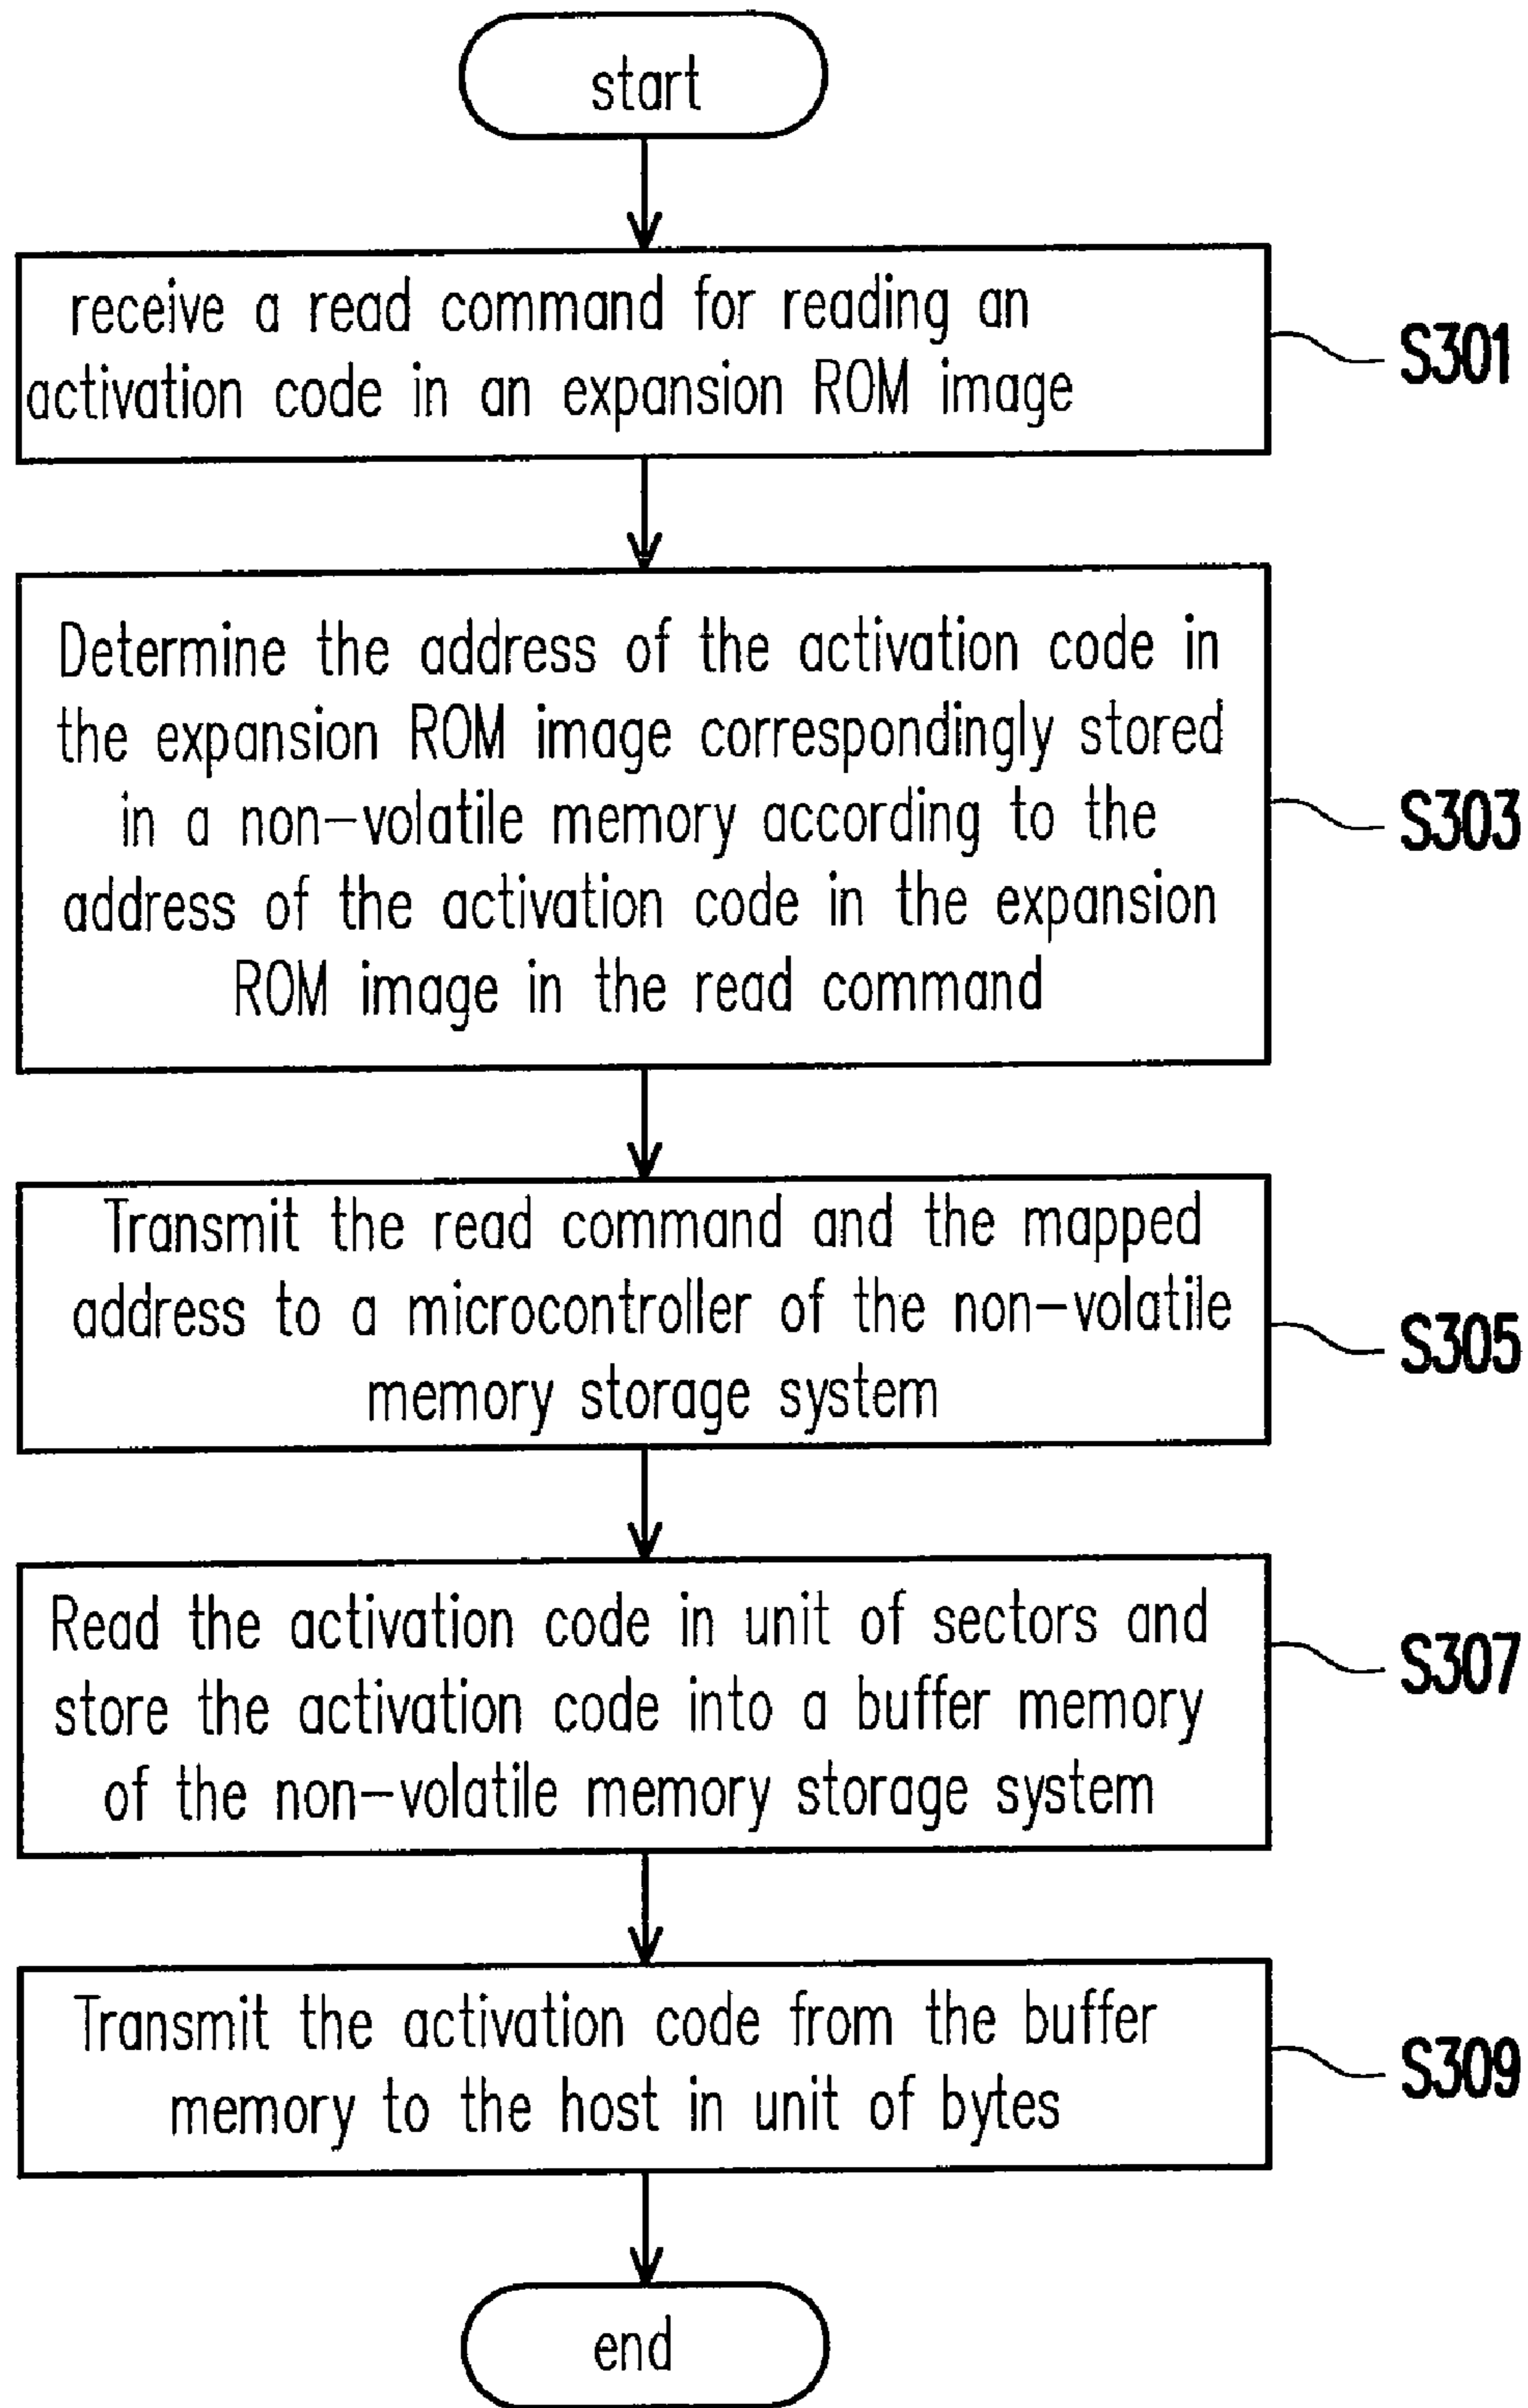 start
receive a read command for reading an
activation code in an expansion ROM image
S301
Determine the address of the activation code in
the expansion ROM image correspondingly stored
in a non-volatile memory according to the
address of the activation code in the expansion
ROM image in the read command
S303
Transmit the read command and the mapped
address to a microcontroller of the non-volatile
memory storage system
S305
Read the activation code in unit of sectors and
store the activation code into a buffer memory
of the non-volatile memory storage system
S307
Transmit the activation code from the buffer
memory to the host in unit of bytes
S309
end